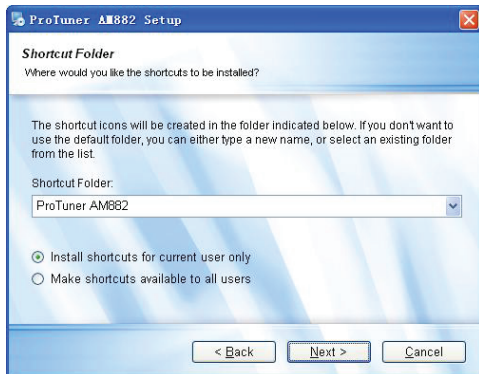 ProTuner AM882 Setup
Shortcut Folder
Where would you like the shortcuts to be installed?
The shortcut icons will be created in the folder indicated below. If you don't want to
use the default folder, you can either type a new name, or select an existing folder
from the list.
Shortcut Folder:
ProTuner AM882
Install shortcuts for current user only
Make shortcuts available to all users
< Back
Next >
Cancel